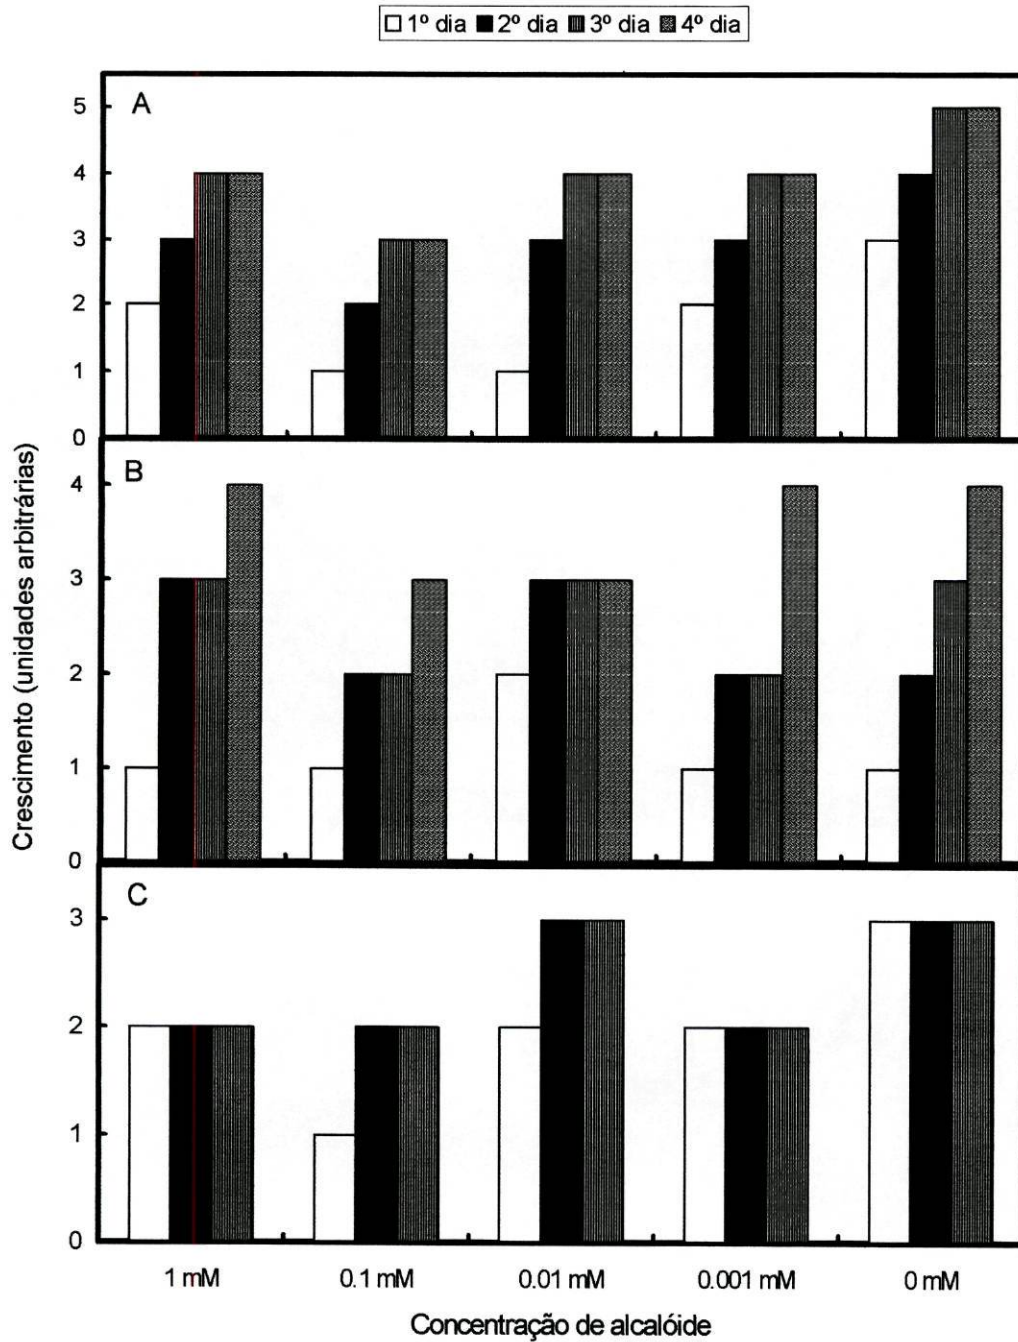 1º dia 2º dia 3º dia 4º dia
A
5
4
3
2
1
0
B
4
3
2
1
0
C
3
2
1
0
Crescimento (unidades arbitrárias)
1 mM 0.1 mM 0.01 mM 0.001 mM 0 mM
Concentração de alcalóide